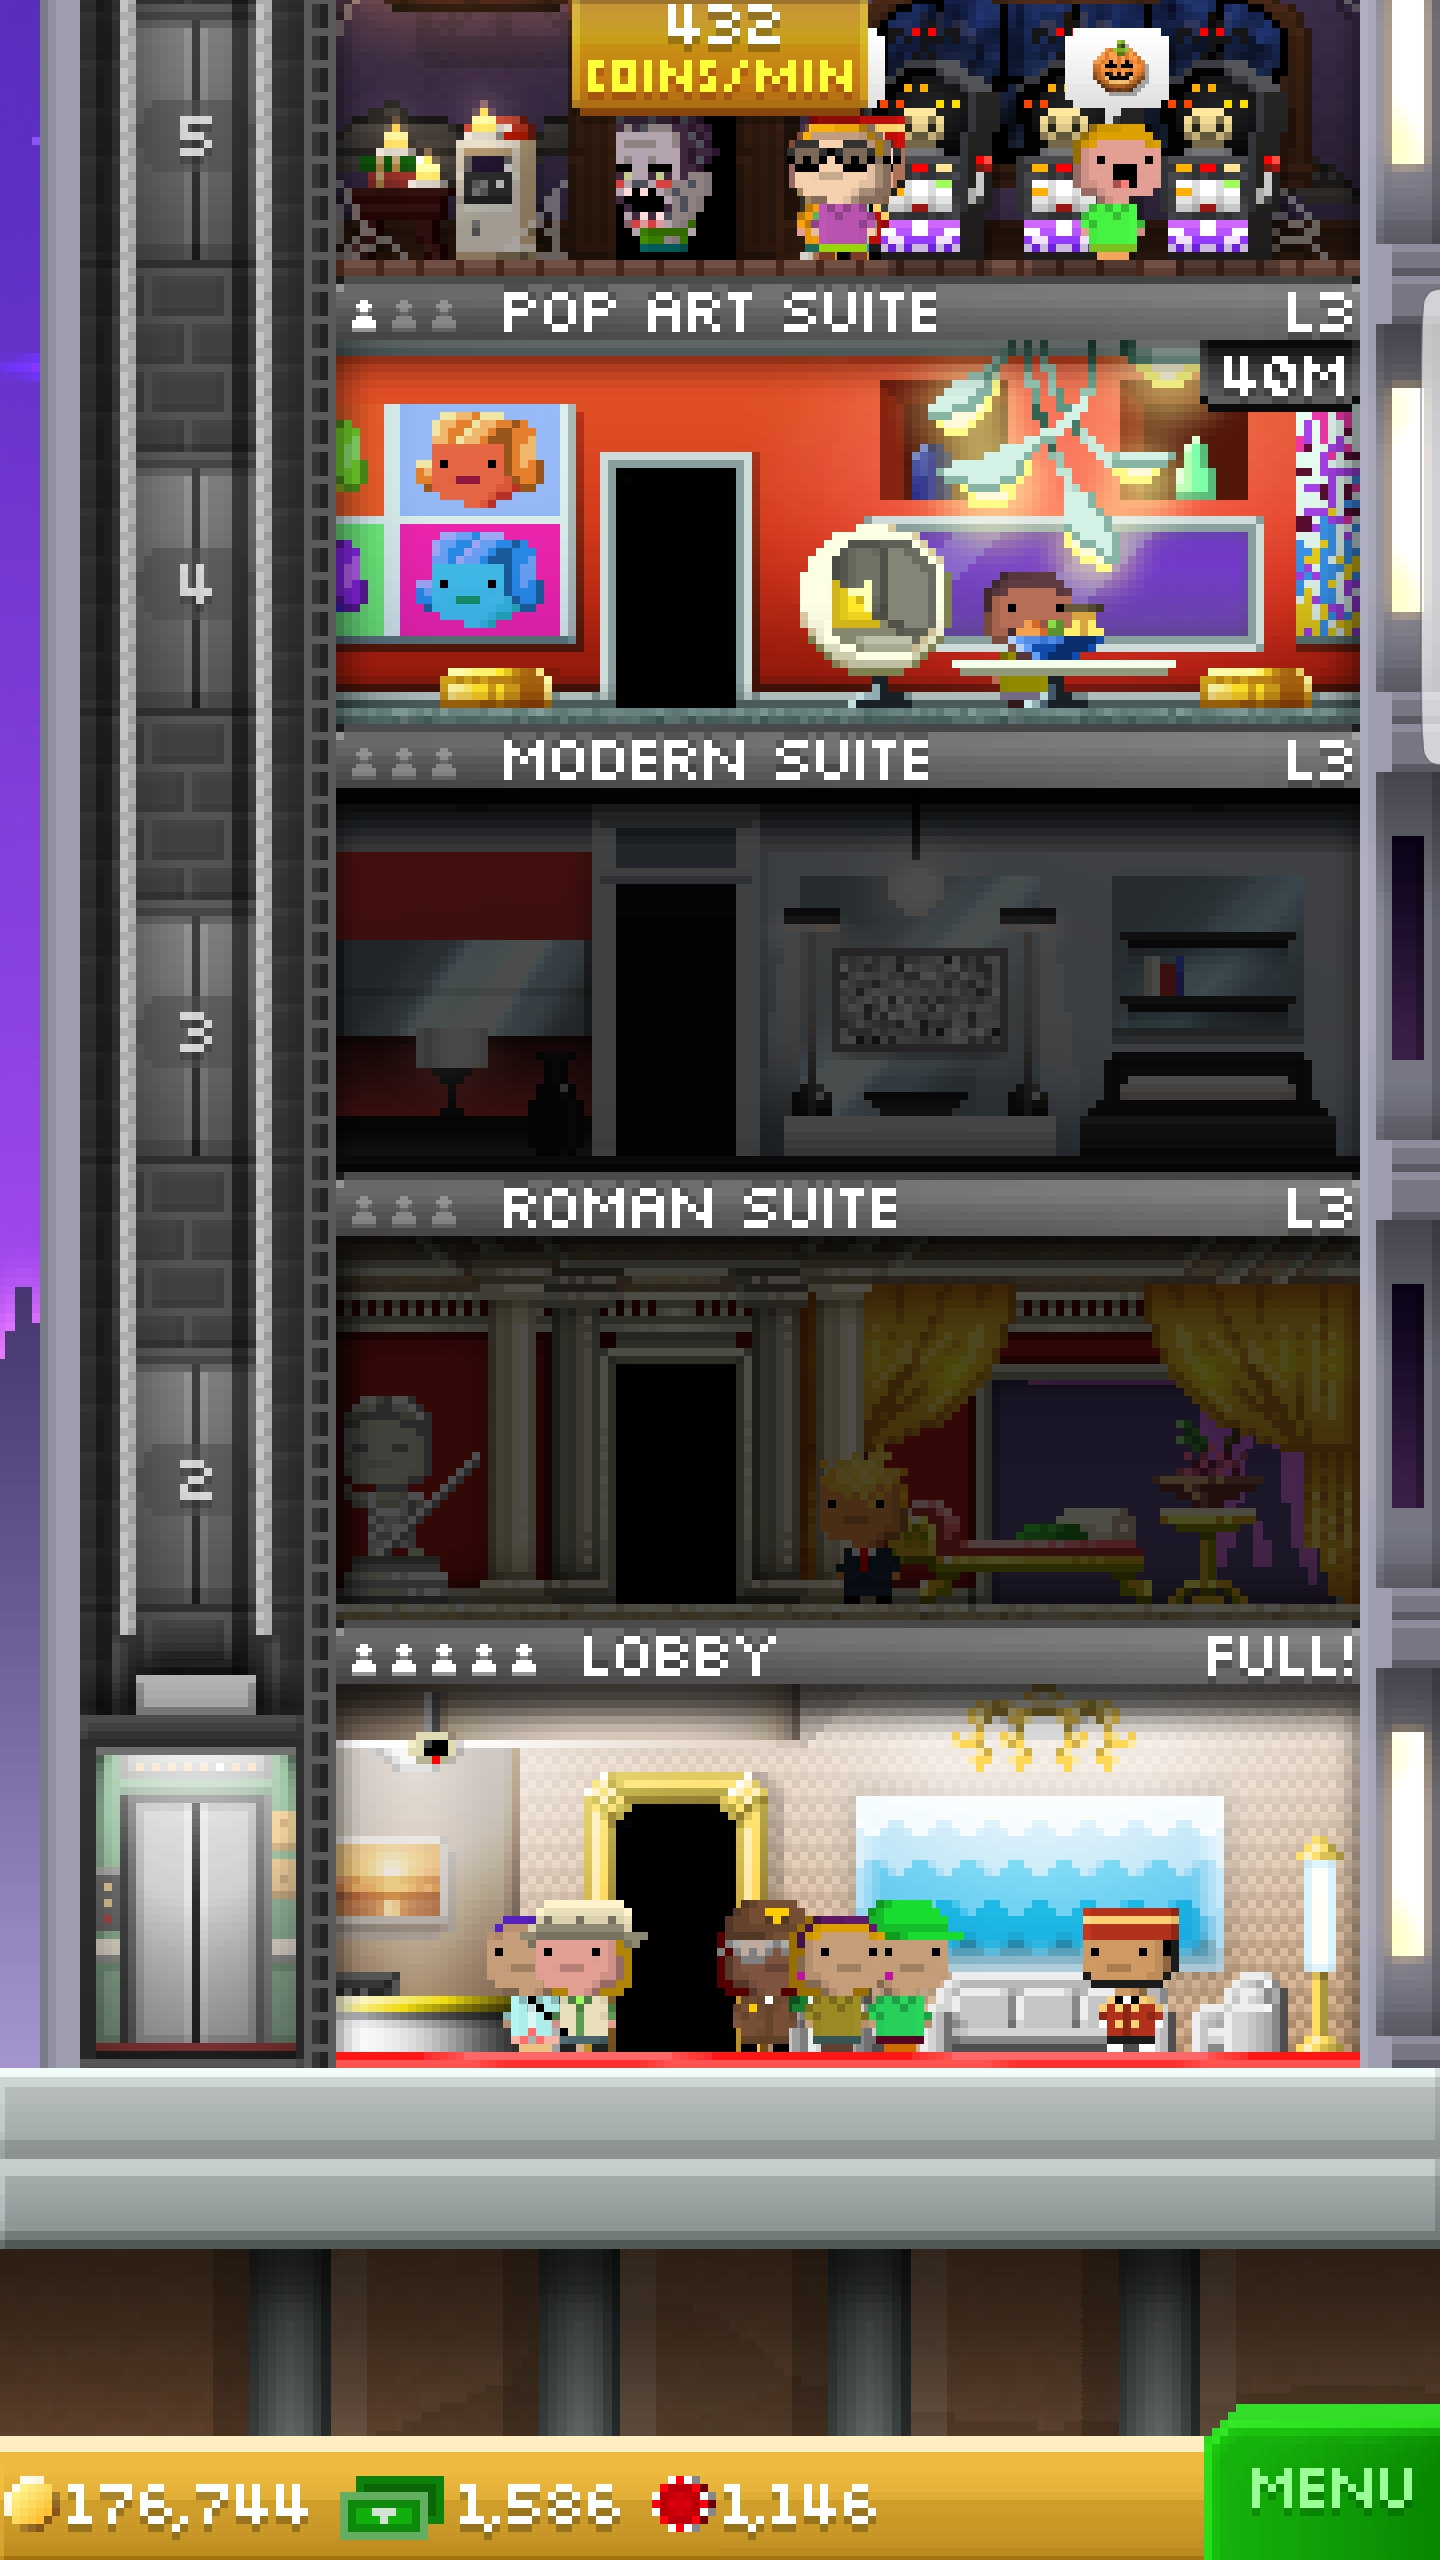 432
COINS/MIN
5
POP ART SUITE L3
40M
4
MODERN SUITE L3
3
ROMAN SUITE L3
2
LOBBY FULL!
176,744 1,586 1,146
MENU